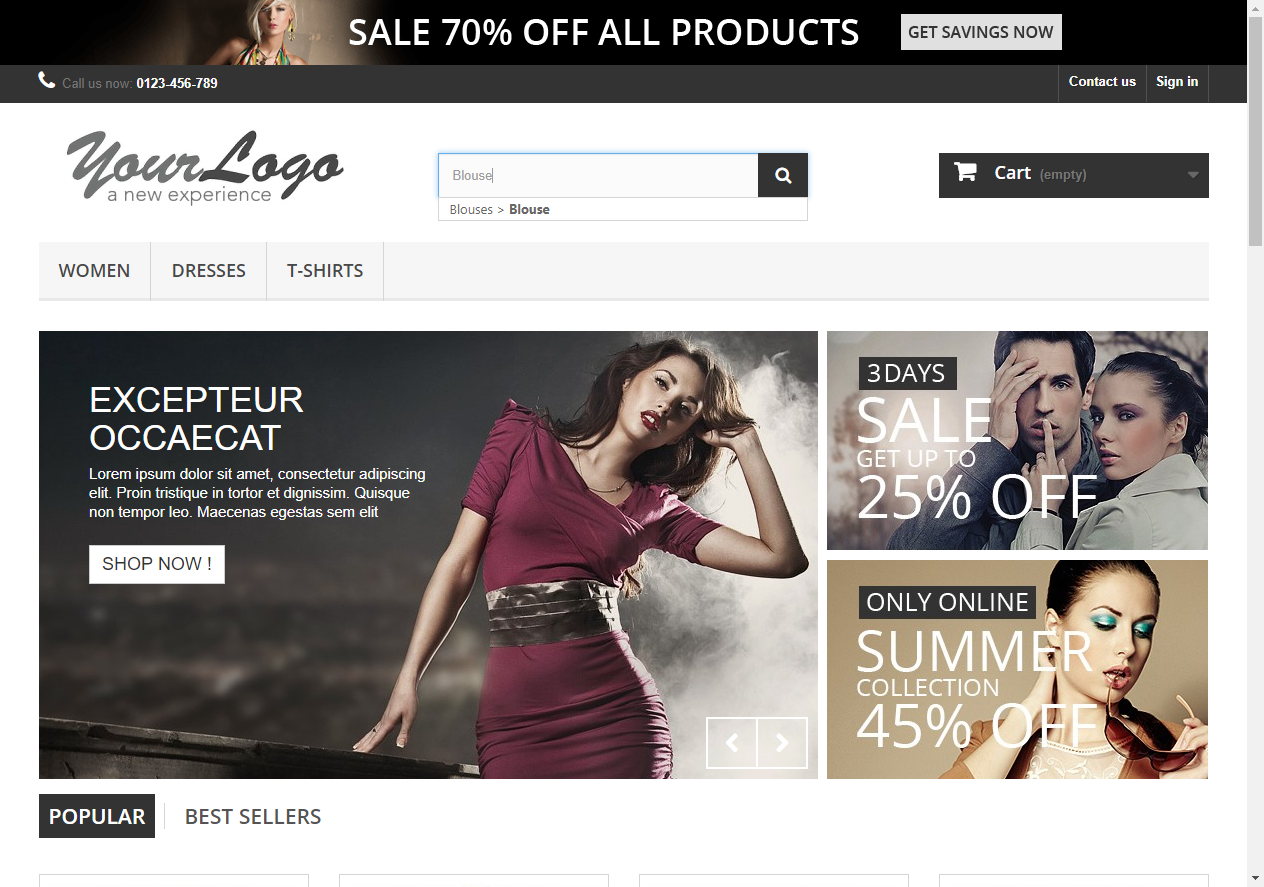 SALE 70% OFF ALL PRODUCTS
GET SAVINGS NOW
Call us now: 0123-456-789
Contact us
Sign in
YourLogo
a new experience
Blouse
Blouses > Blouse
Cart (empty)
WOMEN
DRESSES
T-SHIRTS
EXCEPTEUR
OCCAECAT
Lorem ipsum dolor sit amet, consectetur adipiscing
elit. Proin tristique in tortor et dignissim. Quisque
non tempor leo. Maecenas egestas sem elit
SHOP NOW !
3 DAYS
SALE
GET UP TO
25% OFF
ONLY ONLINE
SUMMER
COLLECTION
45% OFF
POPULAR
BEST SELLERS